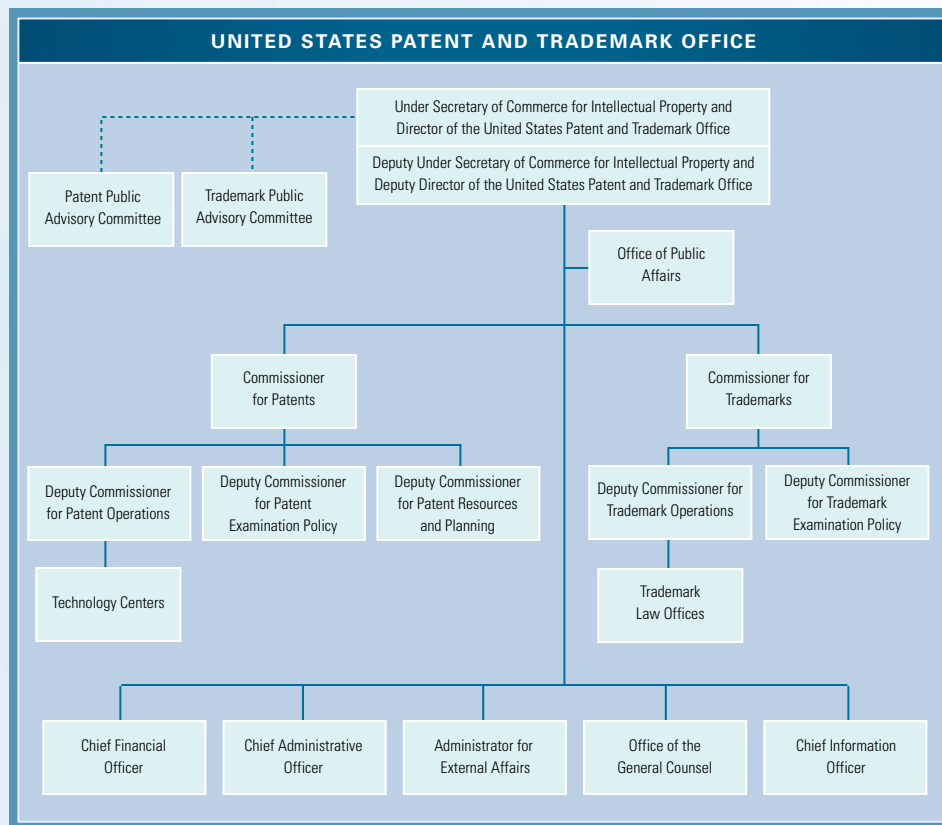 UNITED STATES PATENT AND TRADEMARK OFFICE
Under Secretary of Commerce for Intellectual Property and
Director of the United States Patent and Trademark Office
Deputy Under Secretary of Commerce for Intellectual Property and
Deputy Director of the United States Patent and Trademark Office
Patent Public
Advisory Committee
Trademark Public
Advisory Committee
Office of Public
Affairs
Commissioner
for Patents
Commissioner for
Trademarks
Deputy Commissioner
for Patent Operations
Deputy Commissioner
for Patent
Examination Policy
Deputy Commissioner
for Patent Resources
and Planning
Deputy Commissioner for
Trademark Operations
Deputy Commissioner
for Trademark
Examination Policy
Technology Centers
Trademark
Law Offices
Chief Financial
Officer
Chief Administrative
Officer
Administrator for
External Affairs
Office of the
General Counsel
Chief Information
Officer